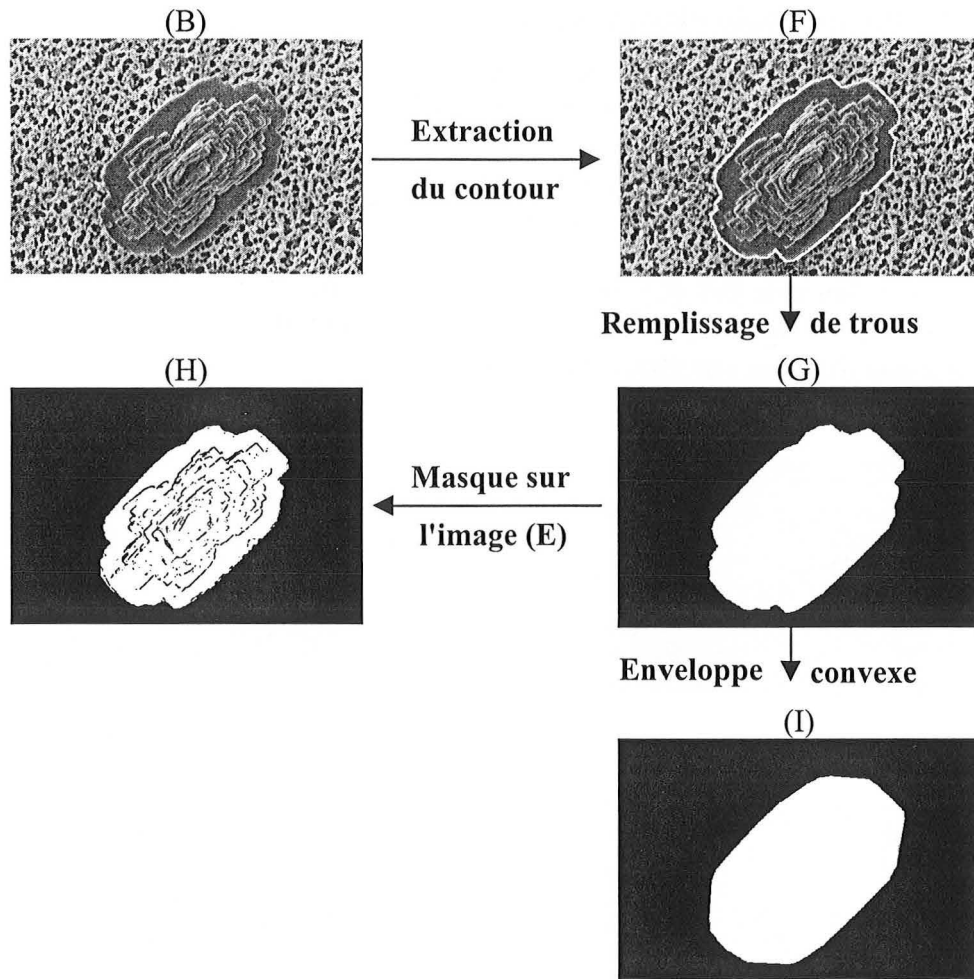 (B)
(F)
Extraction
du contour
Remplissage de trous
(H)
(G)
Masque sur
l'image (E)
Enveloppe convexe
(I)